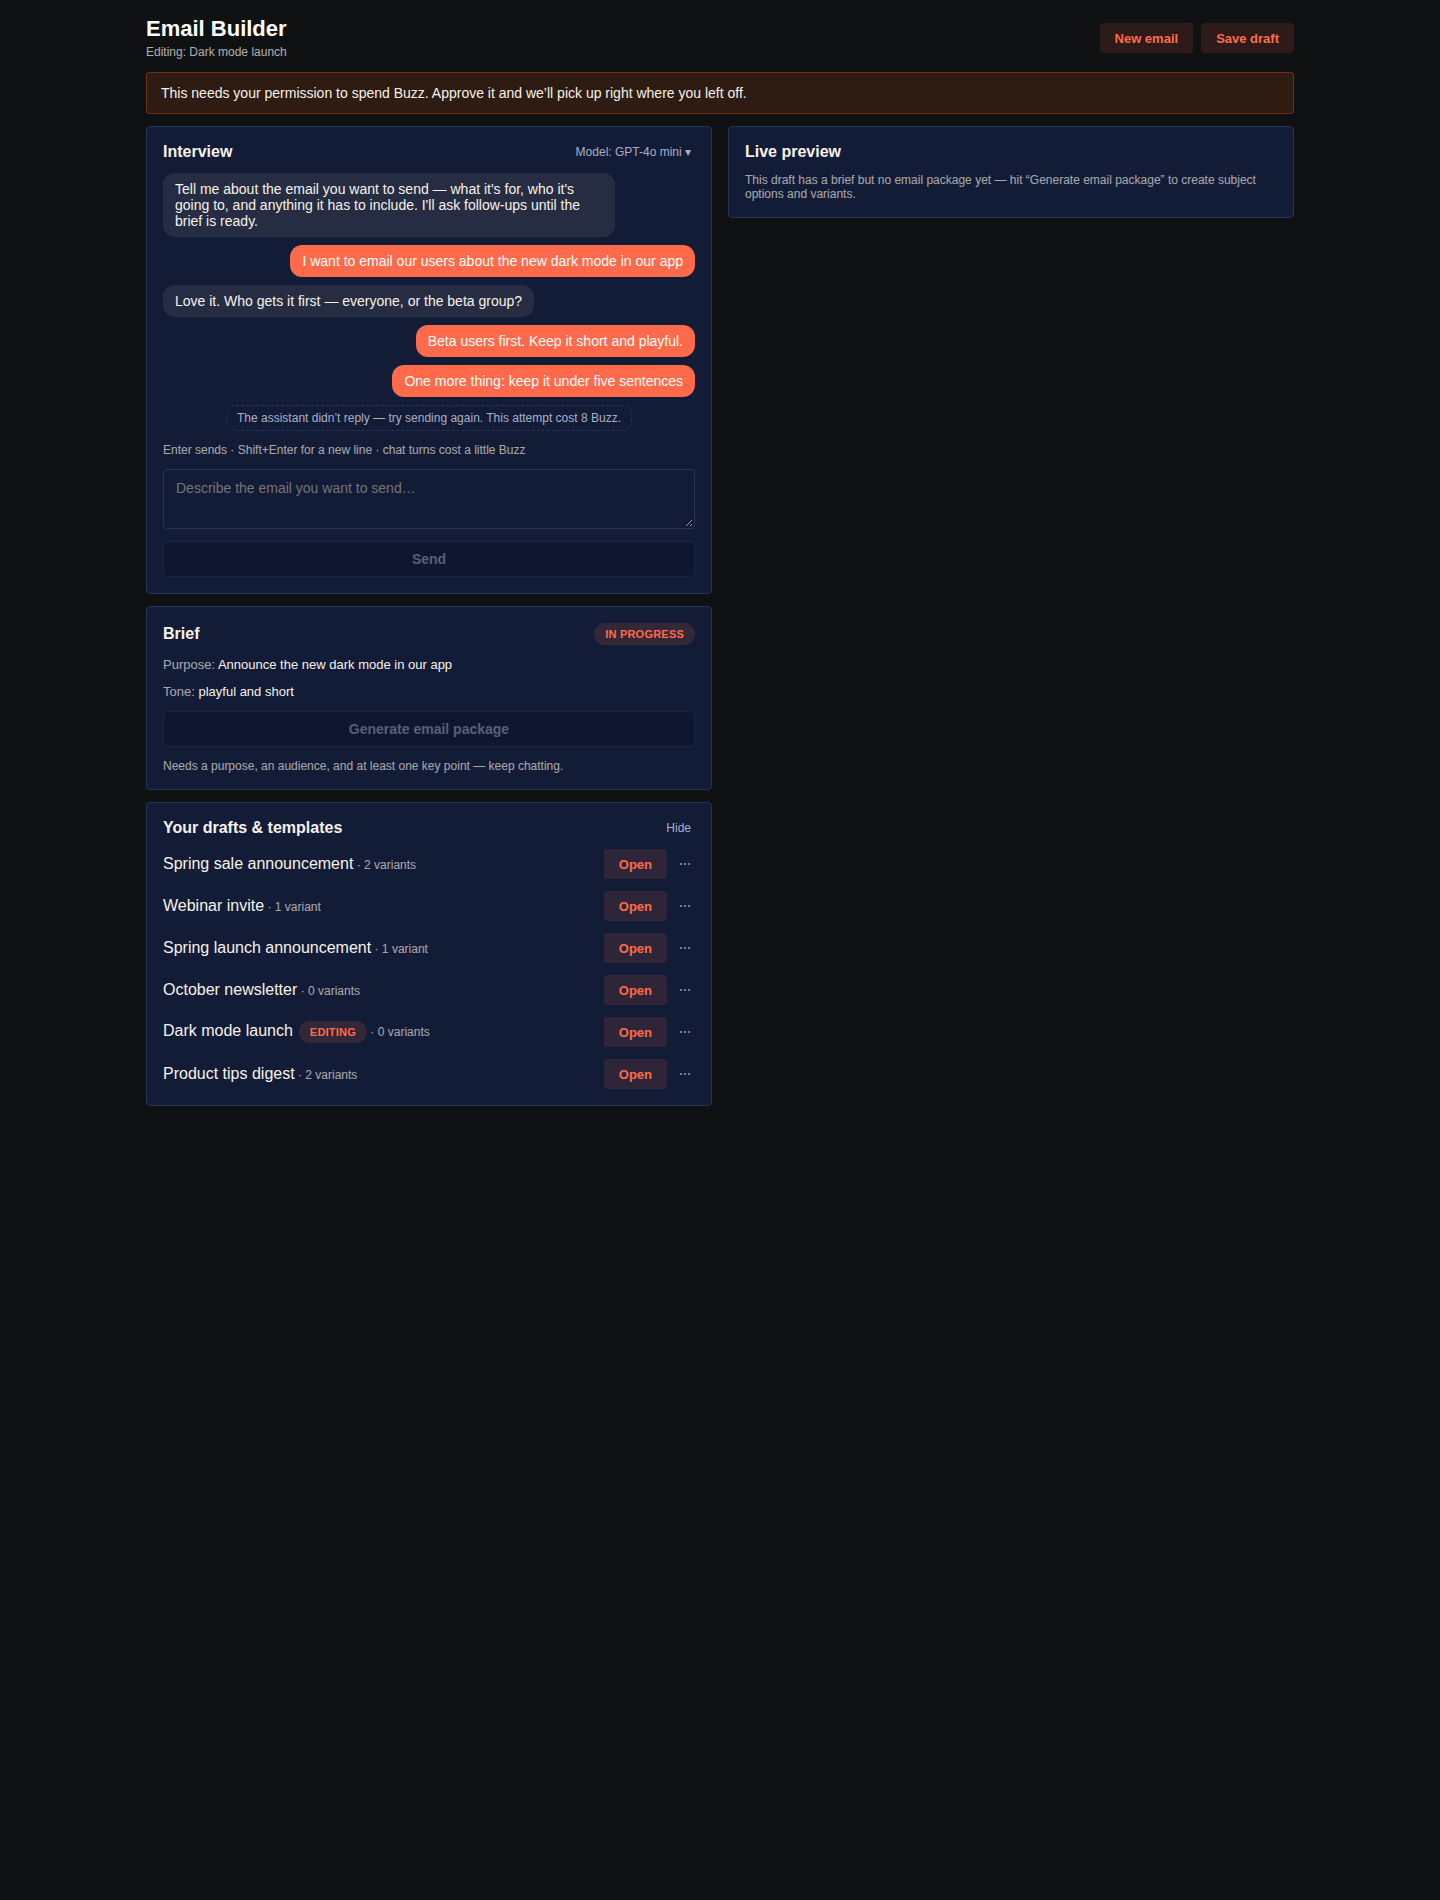 Email Builder
Editing: Dark mode launch
New email
Save draft
This needs your permission to spend Buzz. Approve it and we’ll pick up right where you left off.
Interview
Model: GPT-4o mini ▾
Tell me about the email you want to send — what it's for, who it's
going to, and anything it has to include. I'll ask follow-ups until the
brief is ready.
I want to email our users about the new dark mode in our app
Love it. Who gets it first — everyone, or the beta group?
Beta users first. Keep it short and playful.
One more thing: keep it under five sentences
The assistant didn’t reply — try sending again. This attempt cost 8 Buzz.
Enter sends · Shift+Enter for a new line · chat turns cost a little Buzz
Describe the email you want to send…
Send
Brief
IN PROGRESS
Purpose: Announce the new dark mode in our app
Tone: playful and short
Generate email package
Needs a purpose, an audience, and at least one key point — keep chatting.
Your drafts & templates
Hide
Spring sale announcement · 2 variants
Open
···
Webinar invite · 1 variant
Open
···
Spring launch announcement · 1 variant
Open
···
October newsletter · 0 variants
Open
···
Dark mode launch EDITING · 0 variants
Open
···
Product tips digest · 2 variants
Open
···
Live preview
This draft has a brief but no email package yet — hit “Generate email package” to create subject
options and variants.